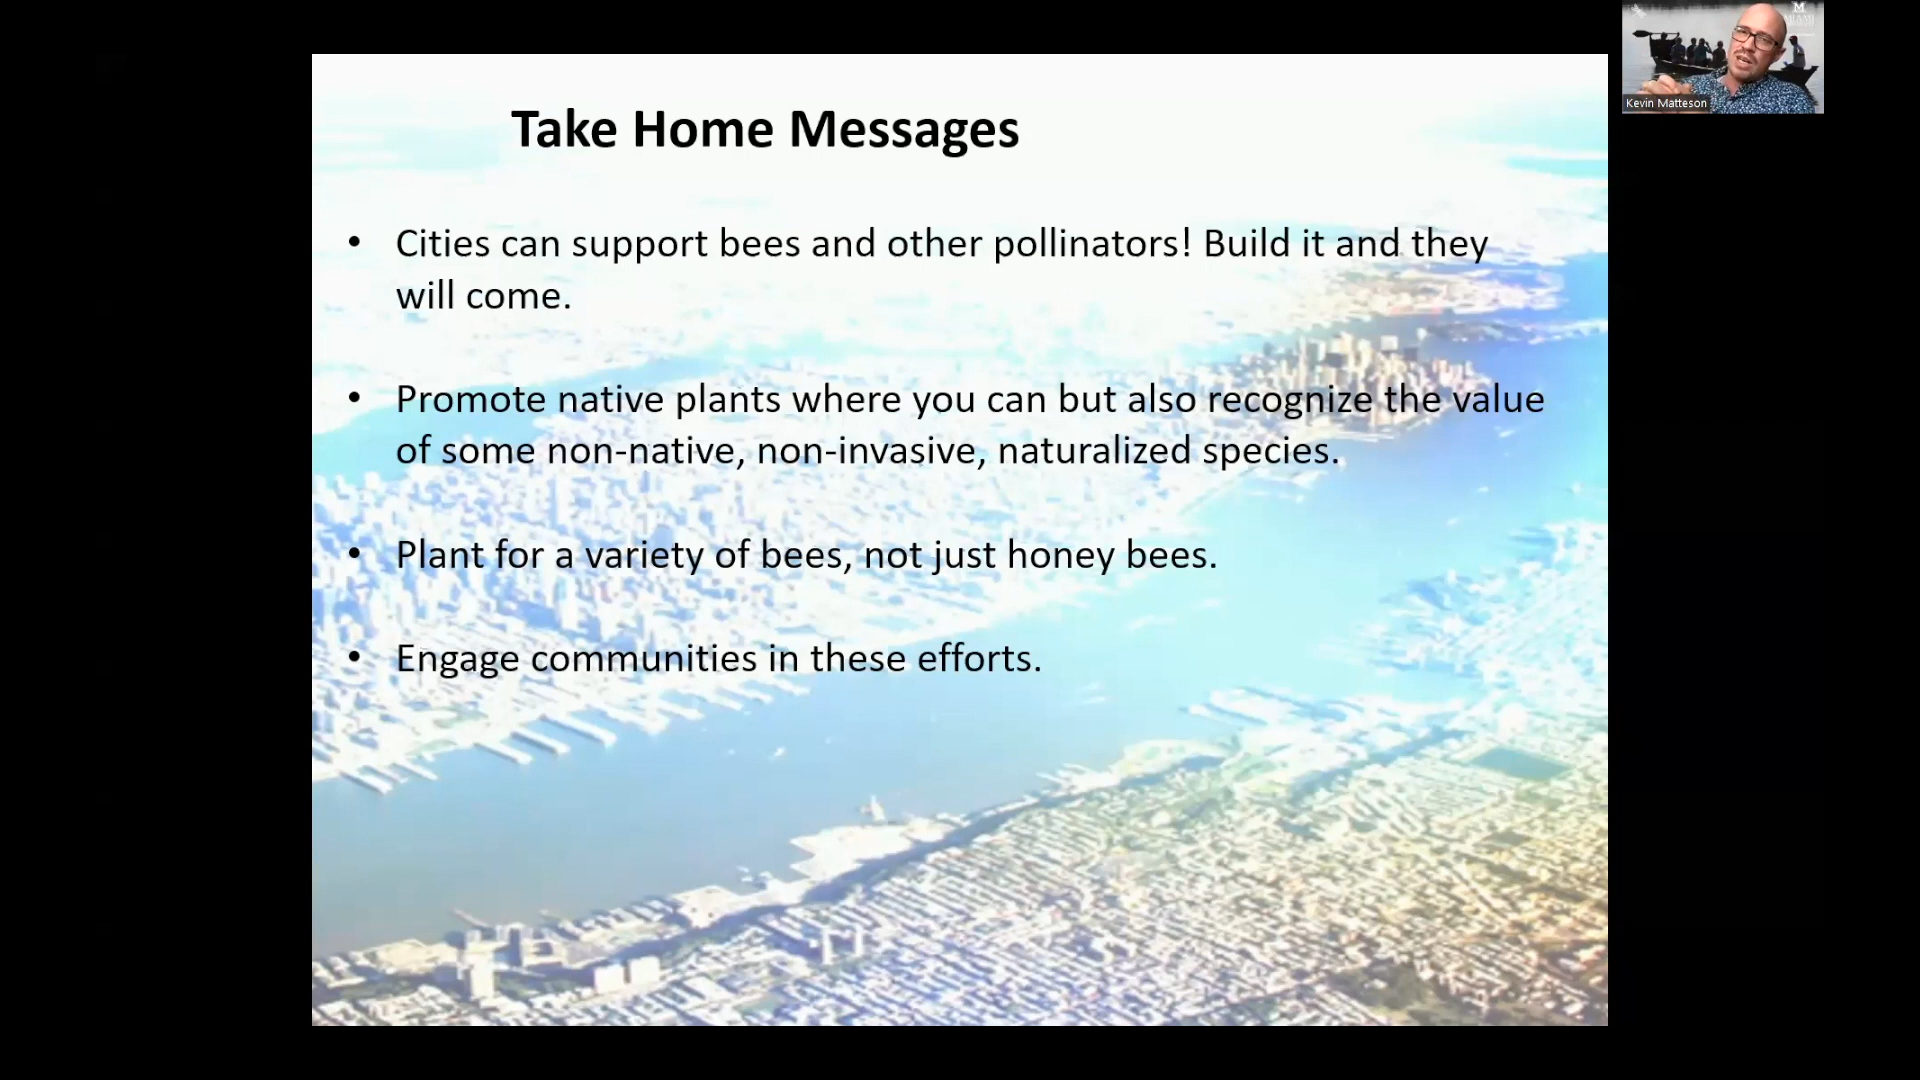 Take Home Messages
• Cities can support bees and other pollinators! Build it and they
will come.
• Promote native plants where you can but also recognize the value
of some non-native, non-invasive, naturalized species.
• Plant for a variety of bees, not just honey bees.
• Engage communities in these efforts.
M
MIAMI
Kevin Matteson